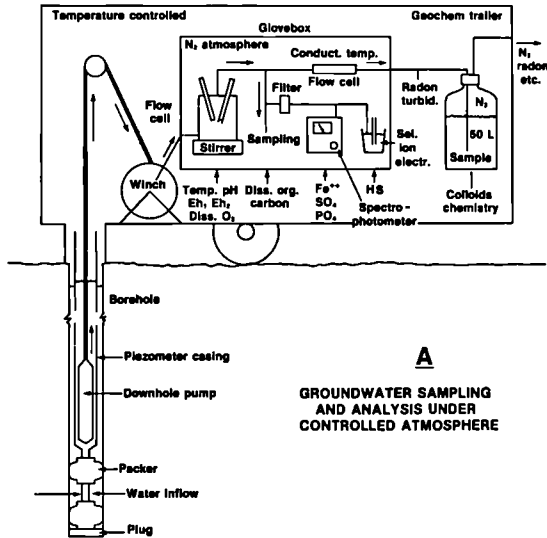 Temperature controlled
Geochem trailer
Glovebox
N₂ atmosphere
Conduct. temp.
Flow cell
Filter
Flow
cell
Stirrer
Sampling
Radon
turbid.
Sel.
ion
electr.
N₂
50 L
Sample
N₂
radon
etc.
Winch
Temp. pH
Eh, Eh₂
Diss. O₂
Diss. org.
carbon
Fe⁺⁺
SO₄
PO₄
Spectro-
photometer
HS
Colloids
chemistry
Borehole
Piezometer casing
Downhole pump
Packer
Water inflow
Plug
A
GROUNDWATER SAMPLING
AND ANALYSIS UNDER
CONTROLLED ATMOSPHERE